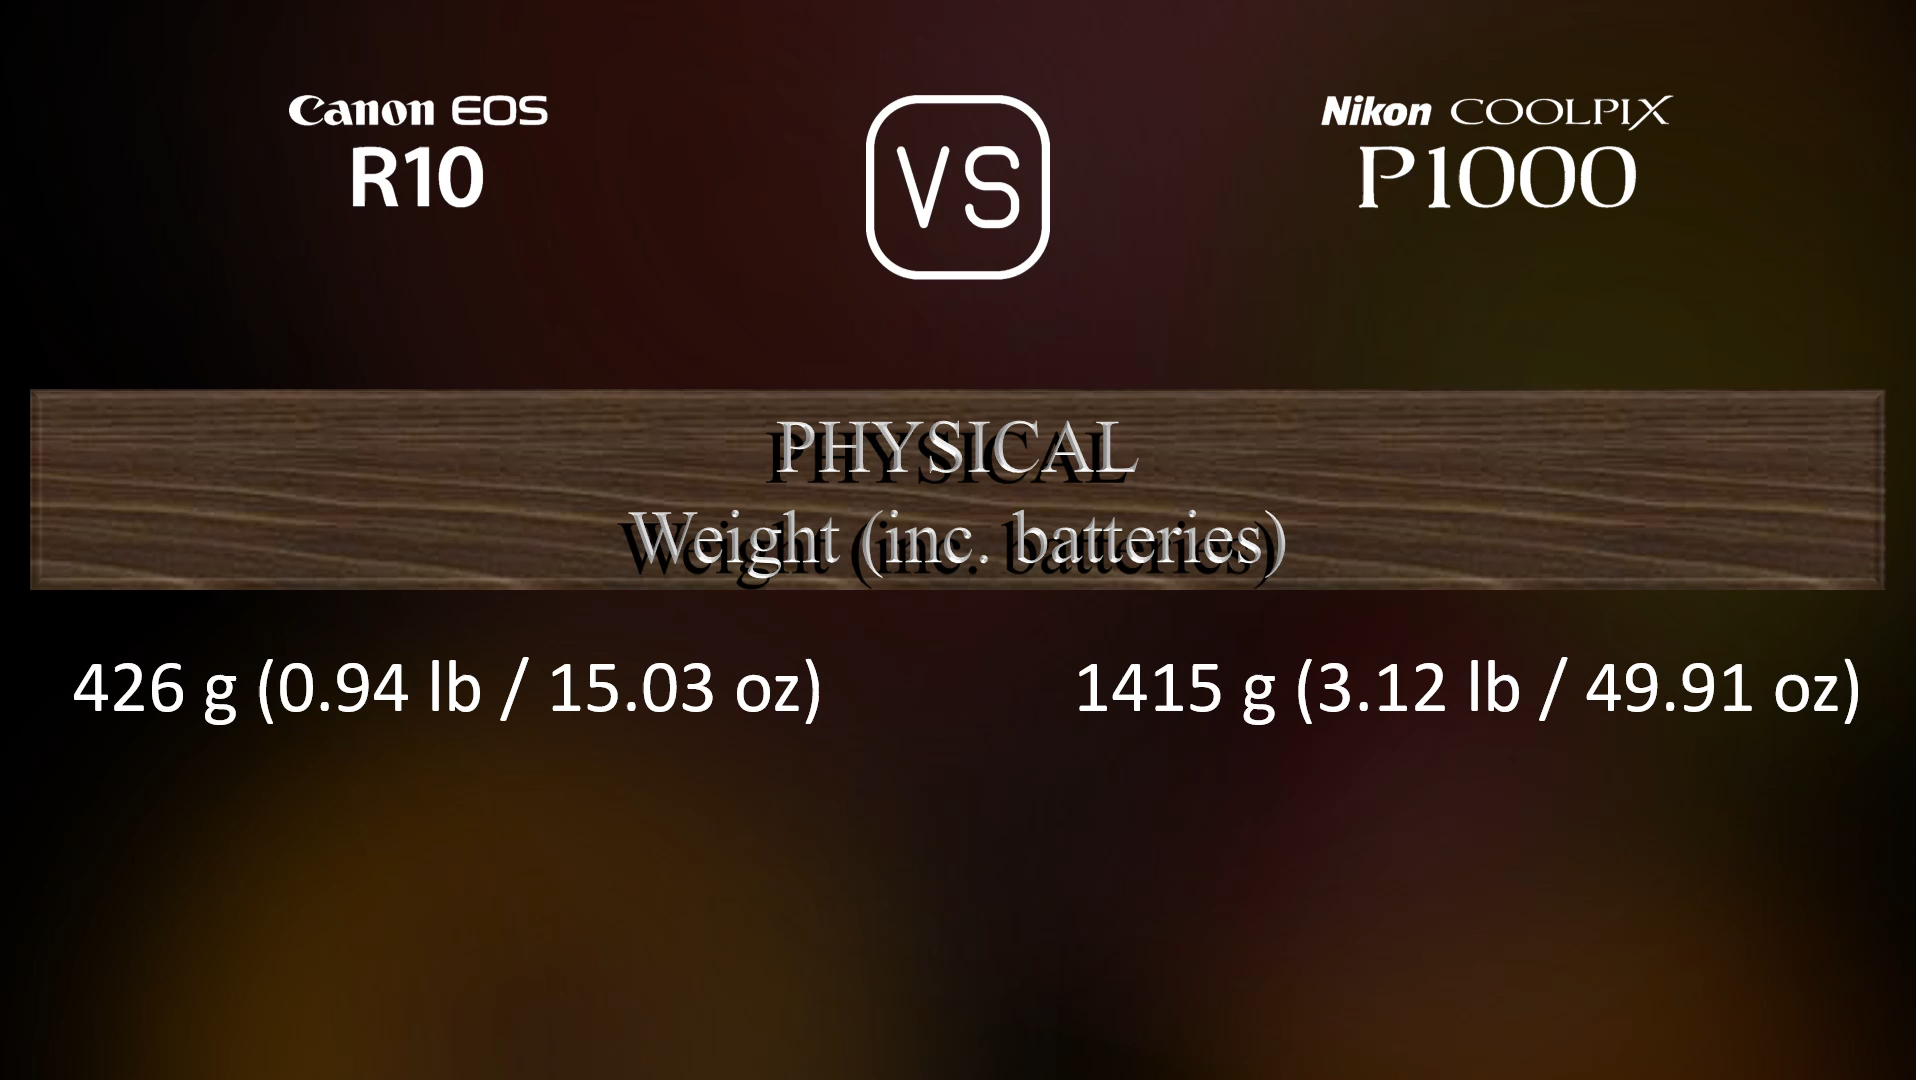 Canon EOS
R10
VS
Nikon COOLPIX
P1000
PHYSICAL
Weight (inc. batteries)
426 g (0.94 lb / 15.03 oz)
1415 g (3.12 lb / 49.91 oz)